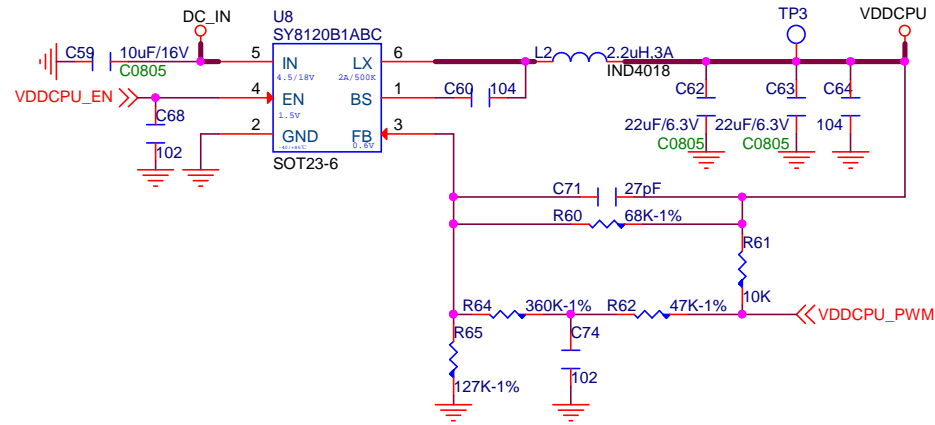 DC_IN
U8
SY8120B1ABC
TP3
VDDCPU
C59
10uF/16V
C0805
5
IN
LX
6
4.5/18V
2A/500K
L2
2.2uH,3A
IND4018
VDDCPU_EN
4
EN
BS
1
1.5V
C60
104
C62
C63
C64
C68
102
2
GND
FB
3
-40/+85℃
0.6V
SOT23-6
22uF/6.3V
22uF/6.3V
104
C0805
C0805
C71
27pF
R60
68K-1%
R61
10K
R64
360K-1%
R62
47K-1%
VDDCPU_PWM
R65
C74
127K-1%
102